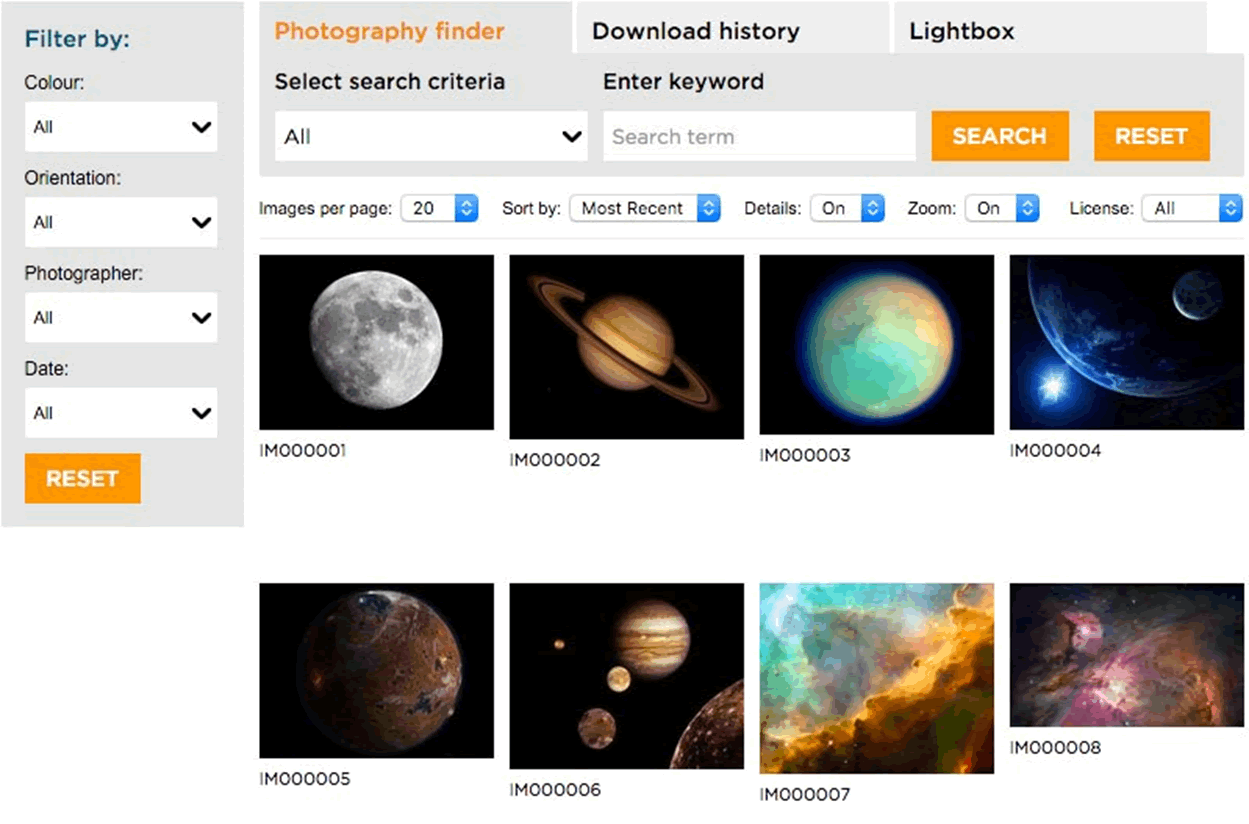 Filter by:
Colour:
All
Orientation:
All
Photographer:
All
Date:
All
RESET
Photography finder
Download history
Lightbox
Select search criteria
Enter keyword
All
Search term
SEARCH
RESET
Images per page: 20 Sort by: Most Recent Details: On Zoom: On License: All
IM000001
IM000002
IM000003
IM000004
IM000005
IM000006
IM000007
IM000008